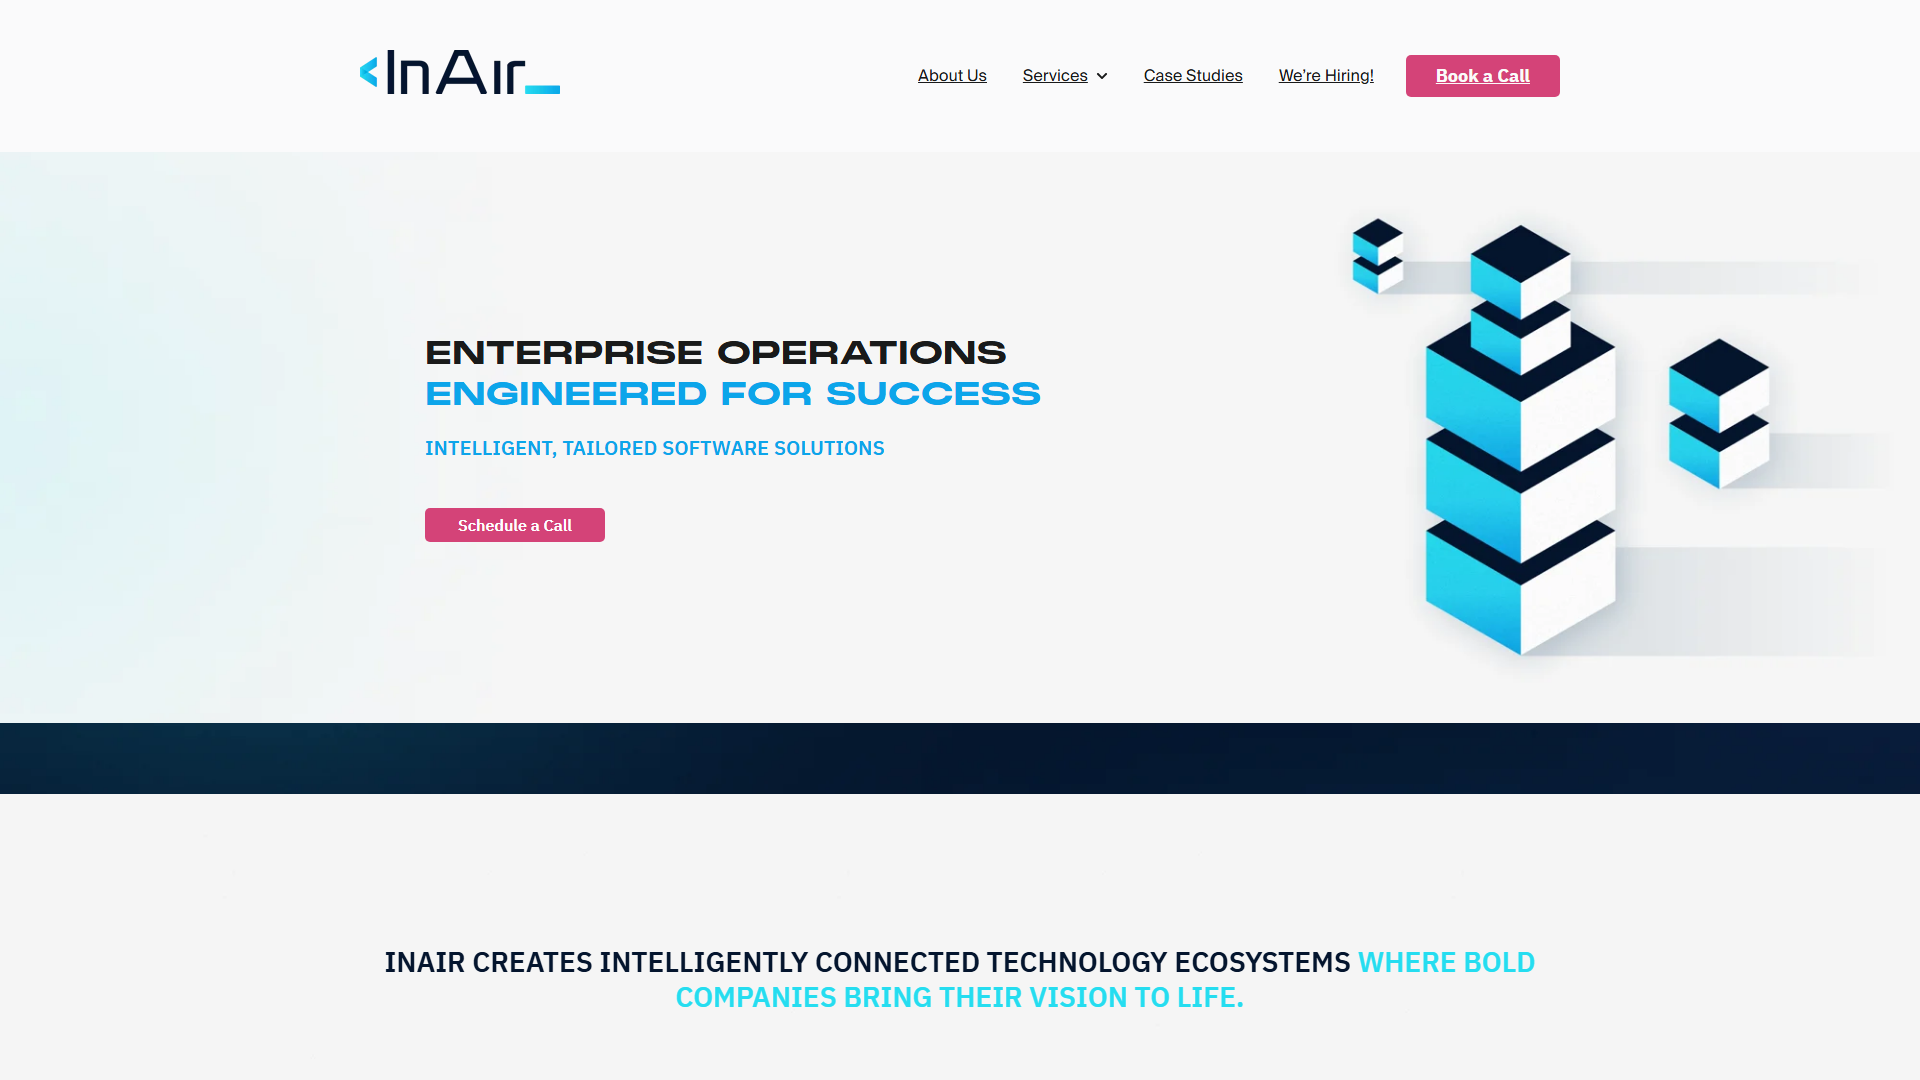 InAir_
About Us
Services
Case Studies
We’re Hiring!
Book a Call
ENTERPRISE OPERATIONS
ENGINEERED FOR SUCCESS
INTELLIGENT, TAILORED SOFTWARE SOLUTIONS
Schedule a Call
INAIR CREATES INTELLIGENTLY CONNECTED TECHNOLOGY ECOSYSTEMS WHERE BOLD
COMPANIES BRING THEIR VISION TO LIFE.